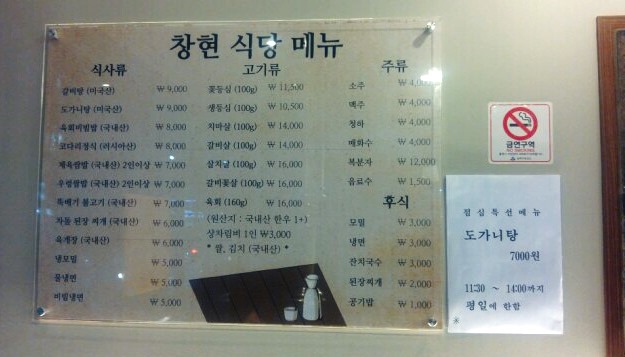 창현 식당 메뉴
식사류
갈비탕 (미국산) ₩ 9,000
도가니탕 (미국산) ₩ 9,000
육회비빔밥 (국내산) ₩ 8,000
코다리정식 (러시아산) ₩ 8,000
제육쌈밥 (국내산) 2인이상 ₩ 7,000
우렁쌈밥 (국내산) 2인이상 ₩ 7,000
뚝배기 불고기 (국내산) ₩ 7,000
차돌 된장 찌개 (국내산) ₩ 6,000
육개장 (국내산) ₩ 6,000
냉모밀 ₩ 5,000
물냉면 ₩ 5,000
비빔냉면 ₩ 5,000
고기류
꽃등심 (100g) ₩ 11,500
생등심 (100g) ₩ 10,500
치마살 (100g) ₩ 14,000
갈비살 (100g) ₩ 14,000
살치살 (100g) ₩ 16,000
갈비꽃살 (100g) ₩ 16,000
육회 (160g) ₩ 16,000
(원산지 : 국내산 한우 1+)
상차림비 1인 ₩3,000
* 쌀, 김치 (국내산) *
주류
소주 ₩ 4,000
맥주 ₩ 4,000
청하 ₩ 4,000
매화수 ₩ 4,000
복분자 ₩ 12,000
음료수 ₩ 1,500
후식
모밀 ₩ 3,000
냉면 ₩ 3,000
잔치국수 ₩ 3,000
된장찌개 ₩ 2,000
공기밥 ₩ 1,000
금연구역
NO SMOKING
점심특선메뉴
도가니탕
7000원
11:30 ~ 14:00까지
평일에 한함
※